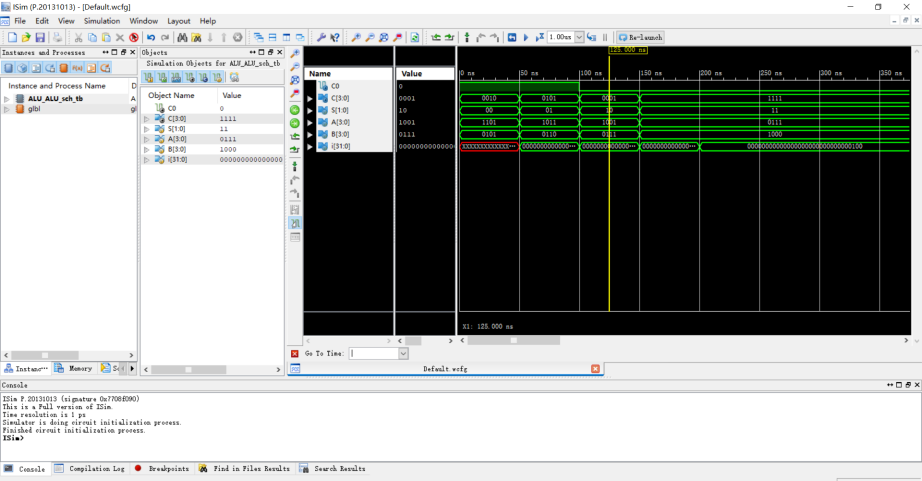 ISim (P.20131013) - [Default.wcfg]
File Edit View Simulation Window Layout Help
1.00us
Re-launch
Instances and Processes
Instance and Process Name
ALU_ALU_sch_tb
glbl
Objects
Simulation Objects for ALU_ALU_sch_tb
Object Name Value
C0 0
C[3:0] 1111
S[1:0] 11
A[3:0] 0111
B[3:0] 1000
i[31:0] 00000000000000
Name Value
C0 0
C[3:0] 0001
S[1:0] 10
A[3:0] 1001
B[3:0] 0111
i[31:0] 00000000000000
125.000 ns
0 ns 50 ns 100 ns 150 ns 200 ns 250 ns 300 ns 350 ns
0010 0101 0001 1111
00 01 10 11
1101 1011 1001 0111
0101 0110 0111 1000
00000000000000000000000000000100
X1: 125.000 ns
Go To Time:
Instanc... Memory
Default.wcfg
Console
ISim P.20131013 (signature 0x7708f090)
This is a Full version of ISim.
Time resolution is 1 ps
Simulator is doing circuit initialization process.
Finished circuit initialization process.
ISim>
Console Compilation Log Breakpoints Find in Files Results Search Results